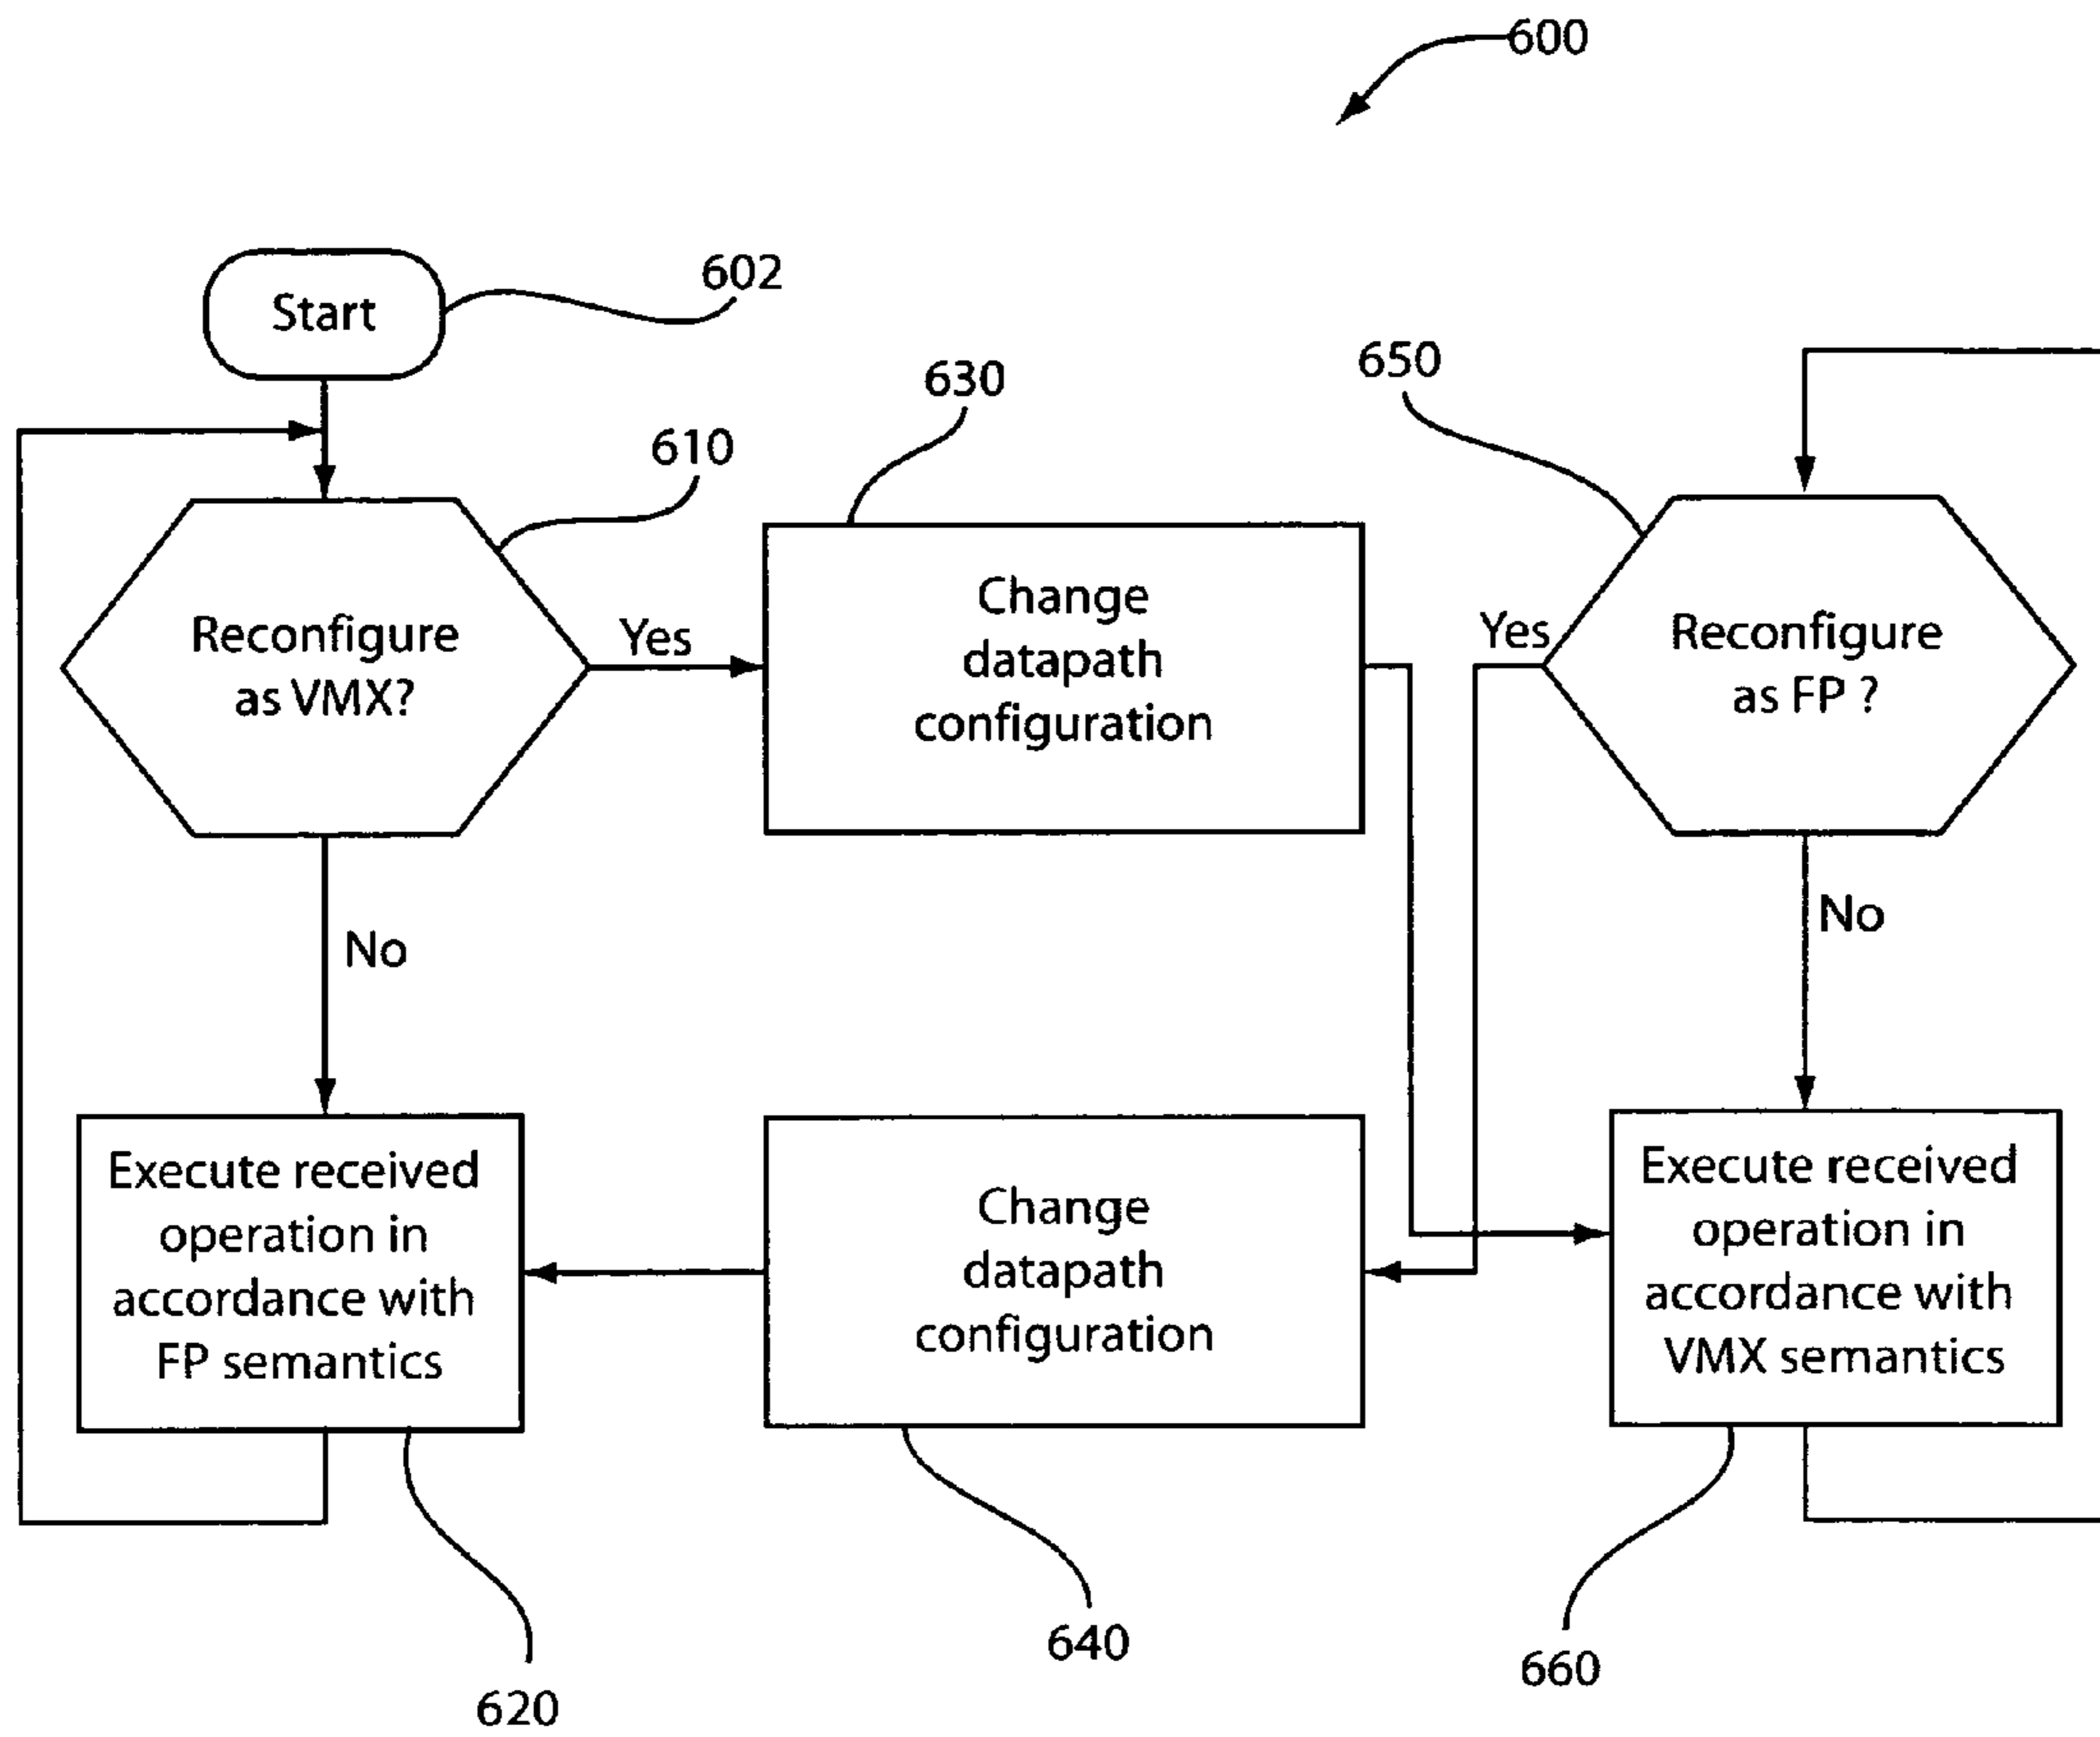 600
Start
602
650
630
610
Reconfigure
as VMX?
Yes
Change
datapath
configuration
Yes
Reconfigure
as FP ?
No
No
Execute received
operation in
accordance with
FP semantics
Change
datapath
configuration
Execute received
operation in
accordance with
VMX semantics
640
660
620